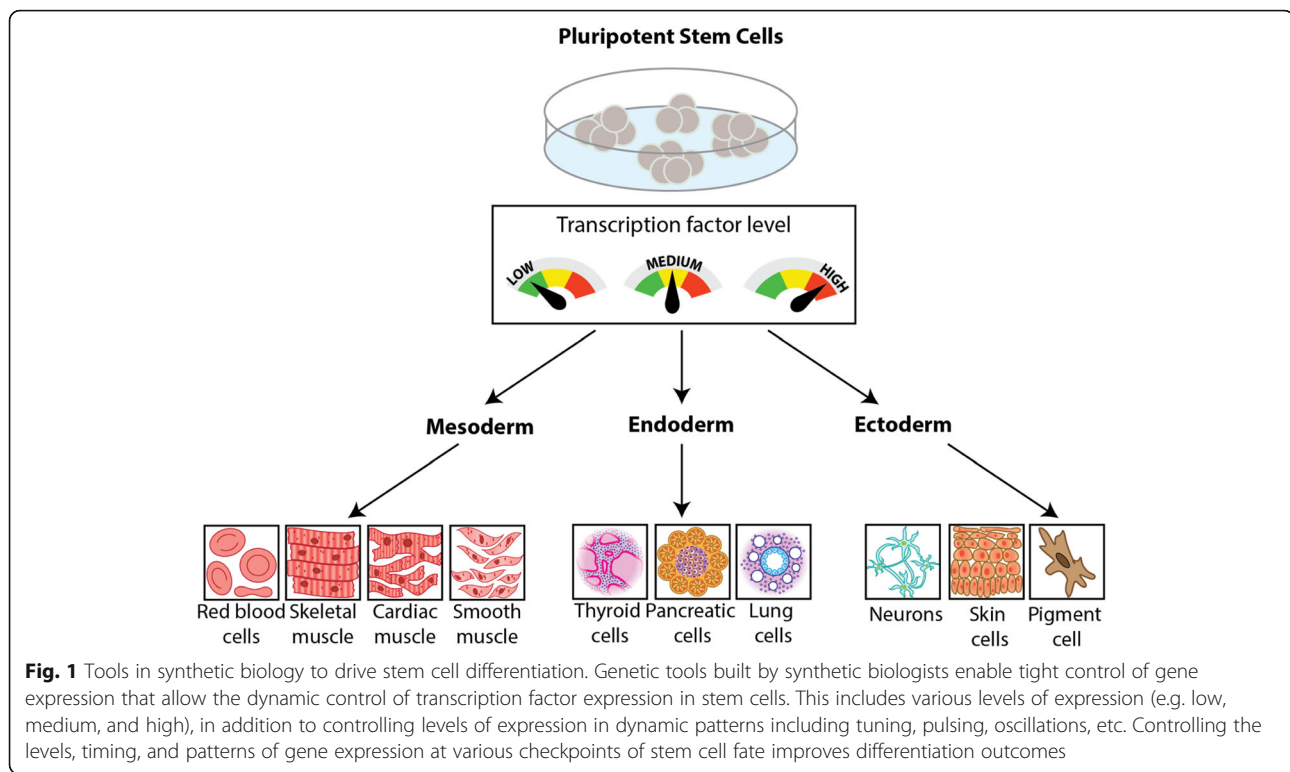 Pluripotent Stem Cells
Transcription factor level
LOW
MEDIUM
HIGH
Mesoderm
Endoderm
Ectoderm
Red blood cells
Skeletal muscle
Cardiac muscle
Smooth muscle
Thyroid cells
Pancreatic cells
Lung cells
Neurons
Skin cells
Pigment cell
Fig. 1 Tools in synthetic biology to drive stem cell differentiation. Genetic tools built by synthetic biologists enable tight control of gene
expression that allow the dynamic control of transcription factor expression in stem cells. This includes various levels of expression (e.g. low,
medium, and high), in addition to controlling levels of expression in dynamic patterns including tuning, pulsing, oscillations, etc. Controlling the
levels, timing, and patterns of gene expression at various checkpoints of stem cell fate improves differentiation outcomes